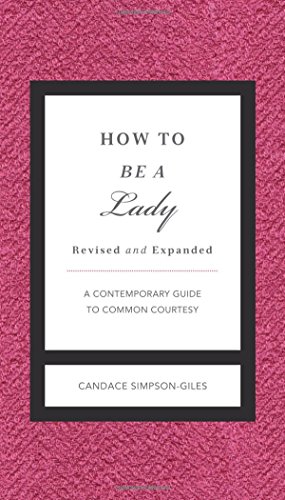 HOW TO
BE A
Lady
Revised and Expanded
A CONTEMPORARY GUIDE
TO COMMON COURTESY
CANDACE SIMPSON-GILES